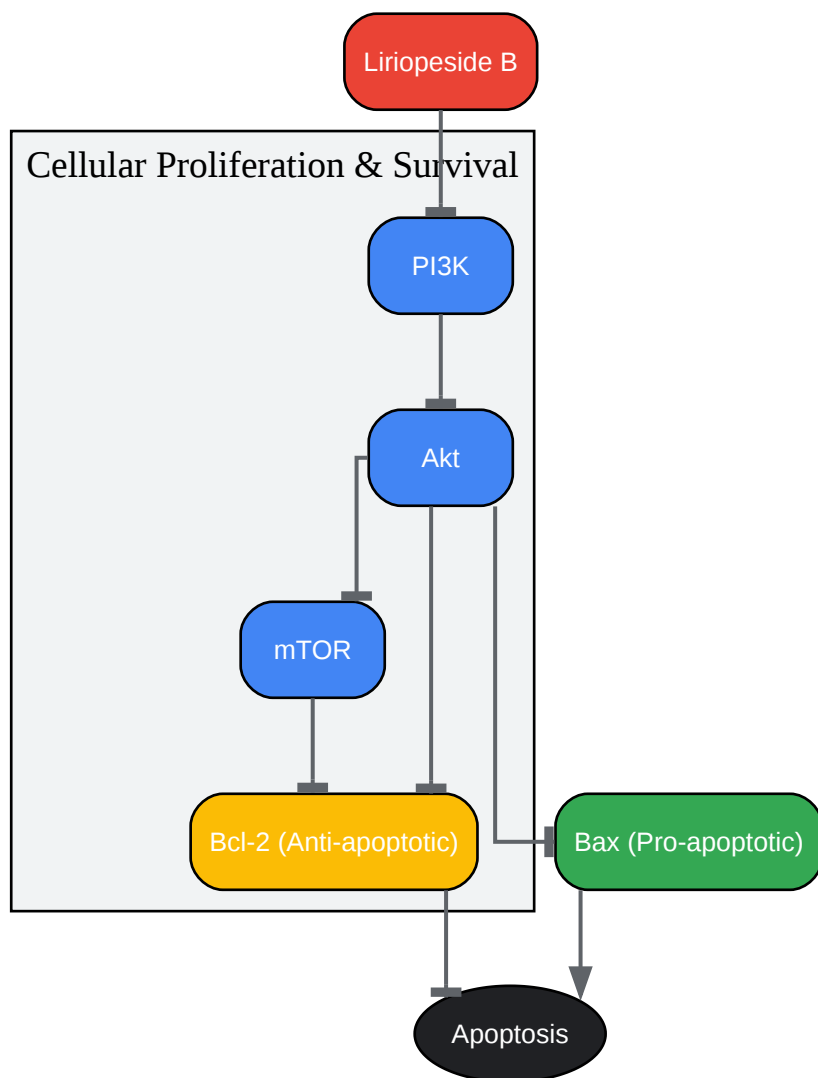 Liriopeside B
Cellular Proliferation & Survival
PI3K
Akt
mTOR
Bcl-2 (Anti-apoptotic)
Bax (Pro-apoptotic)
Apoptosis